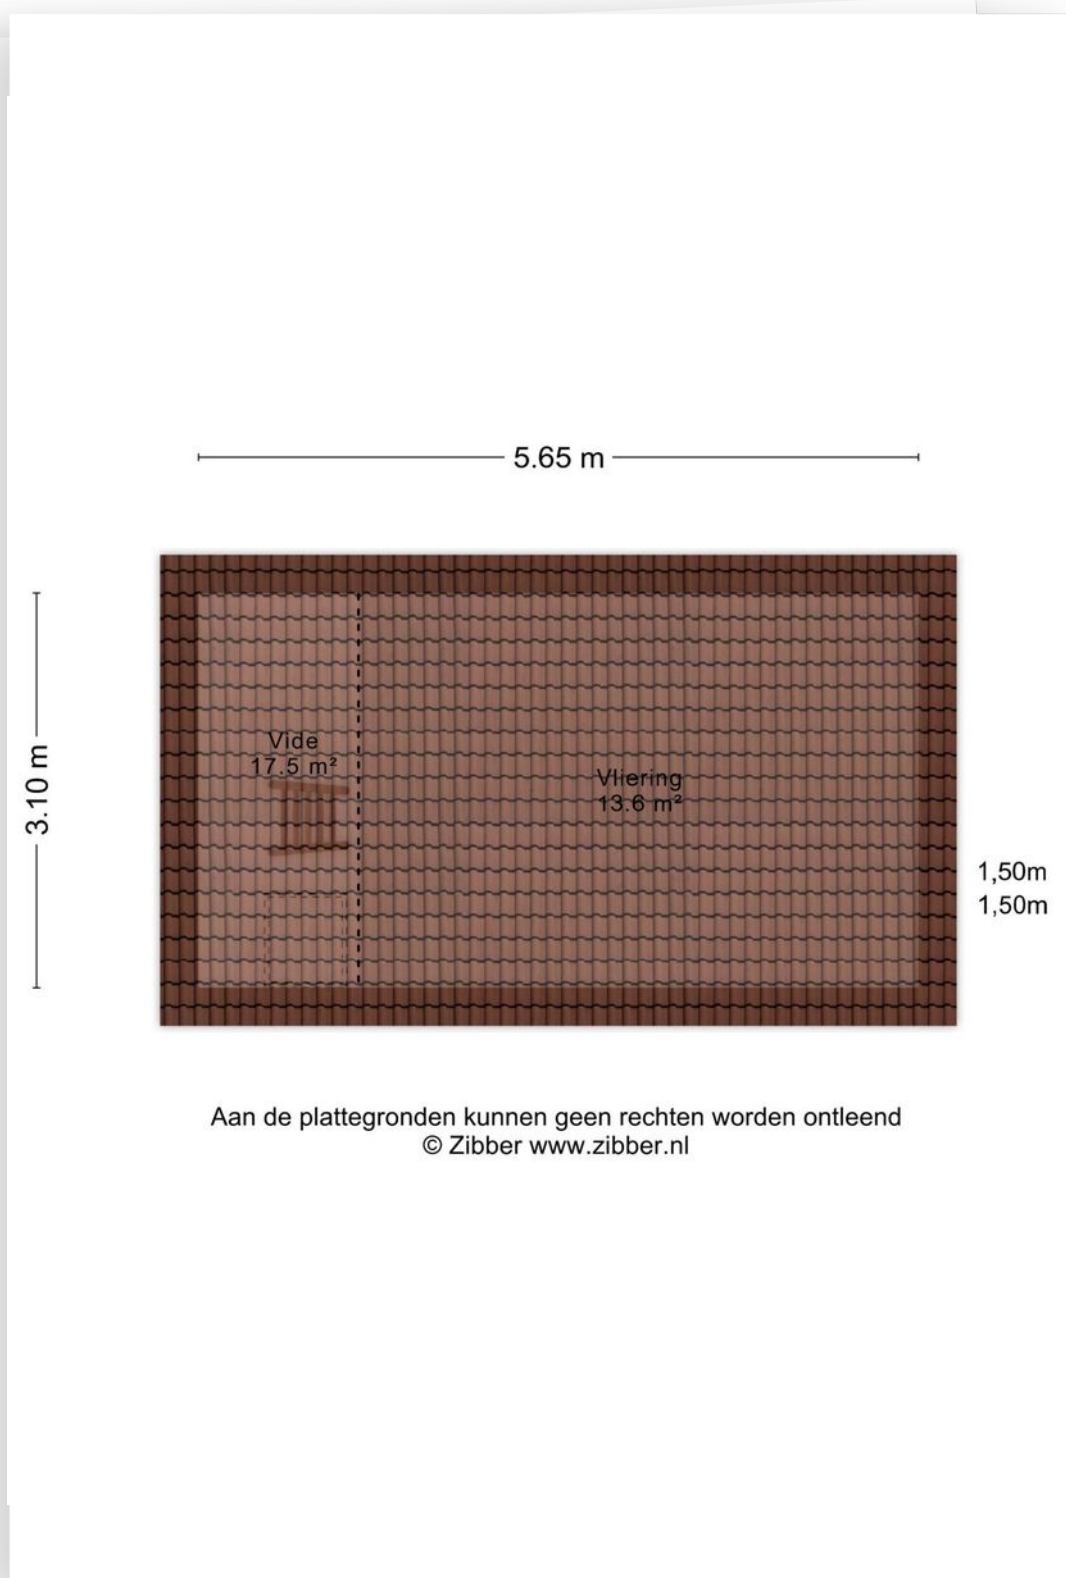 5.65 m
3.10 m
Vide
17.5 m²
Vliering
13.6 m²
1,50m
1,50m
Aan de plattegronden kunnen geen rechten worden ontleend
© Zibber www.zibber.nl